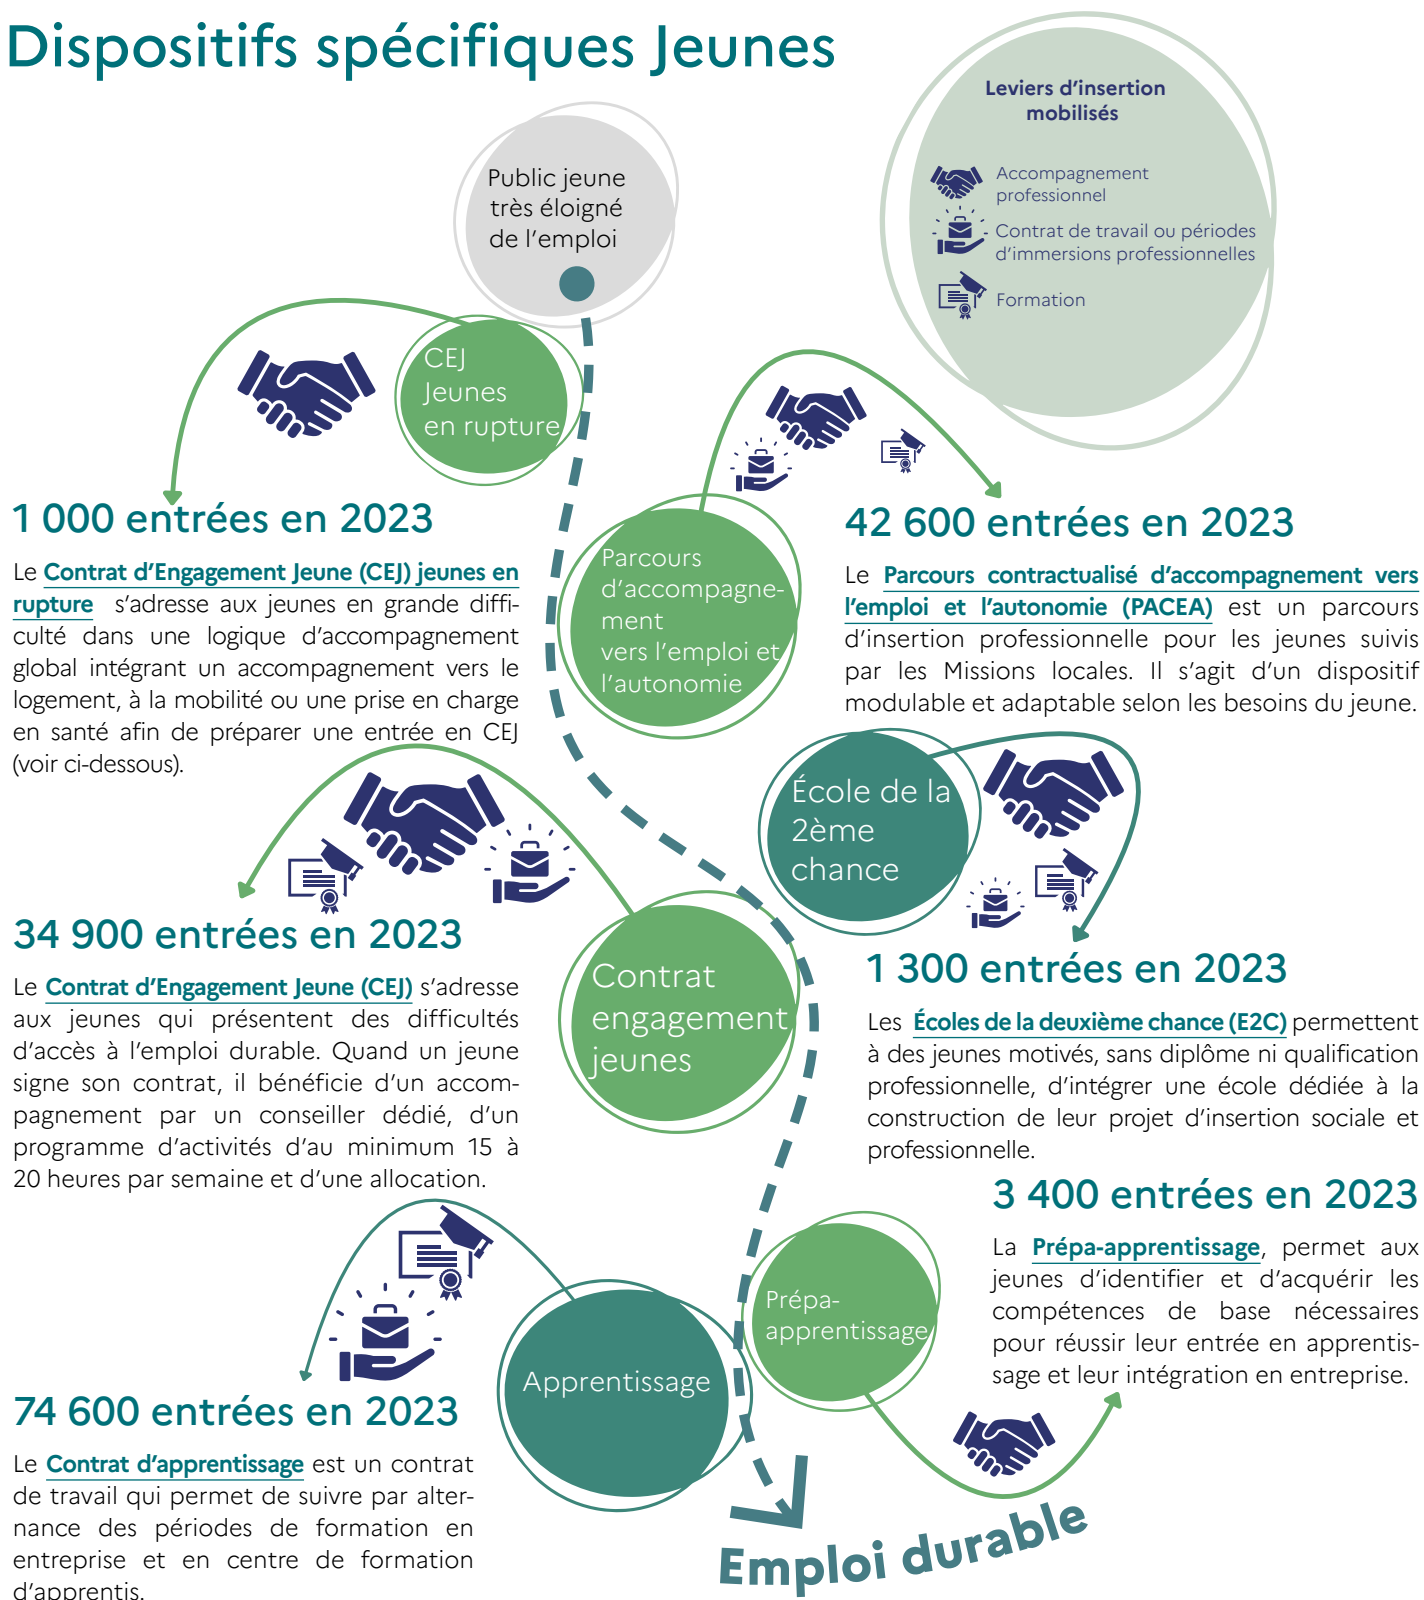 Dispositifs spécifiques Jeunes
Leviers d’insertion
mobilisés
Accompagnement
professionnel
Contrat de travail ou périodes
d’immersions professionnelles
Formation
Public jeune
très éloigné
de l’emploi
CEJ
Jeunes
en rupture
1 000 entrées en 2023
Le Contrat d’Engagement Jeune (CEJ) jeunes en
rupture s’adresse aux jeunes en grande diffi-
culté dans une logique d’accompagnement
global intégrant un accompagnement vers le
logement, à la mobilité ou une prise en charge
en santé afin de préparer une entrée en CEJ
(voir ci-dessous).
Parcours
d’accompagne-
ment
vers l’emploi et
l’autonomie
42 600 entrées en 2023
Le Parcours contractualisé d’accompagnement vers
l’emploi et l’autonomie (PACEA) est un parcours
d’insertion professionnelle pour les jeunes suivis
par les Missions locales. Il s’agit d’un dispositif
modulable et adaptable selon les besoins du jeune.
École de la
2ème
chance
34 900 entrées en 2023
Le Contrat d’Engagement Jeune (CEJ) s’adresse
aux jeunes qui présentent des difficultés
d’accès à l’emploi durable. Quand un jeune
signe son contrat, il bénéficie d’un accom-
pagnement par un conseiller dédié, d’un
programme d’activités d’au minimum 15 à
20 heures par semaine et d’une allocation.
Contrat
engagement
jeunes
1 300 entrées en 2023
Les Écoles de la deuxième chance (E2C) permettent
à des jeunes motivés, sans diplôme ni qualification
professionnelle, d’intégrer une école dédiée à la
construction de leur projet d’insertion sociale et
professionnelle.
3 400 entrées en 2023
La Prépa-apprentissage, permet aux
jeunes d’identifier et d’acquérir les
compétences de base nécessaires
pour réussir leur entrée en apprentis-
sage et leur intégration en entreprise.
Prépa-
apprentissage
Apprentissage
74 600 entrées en 2023
Le Contrat d’apprentissage est un contrat
de travail qui permet de suivre par alter-
nance des périodes de formation en
entreprise et en centre de formation
d’apprentis.
Emploi durable